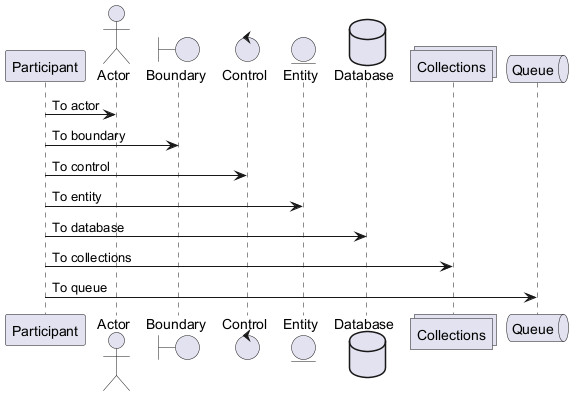 Participant
Actor
Boundary
Control
Entity
Database
Collections
Queue
To actor
To boundary
To control
To entity
To database
To collections
To queue
Participant
Actor
Boundary
Control
Entity
Database
Collections
Queue